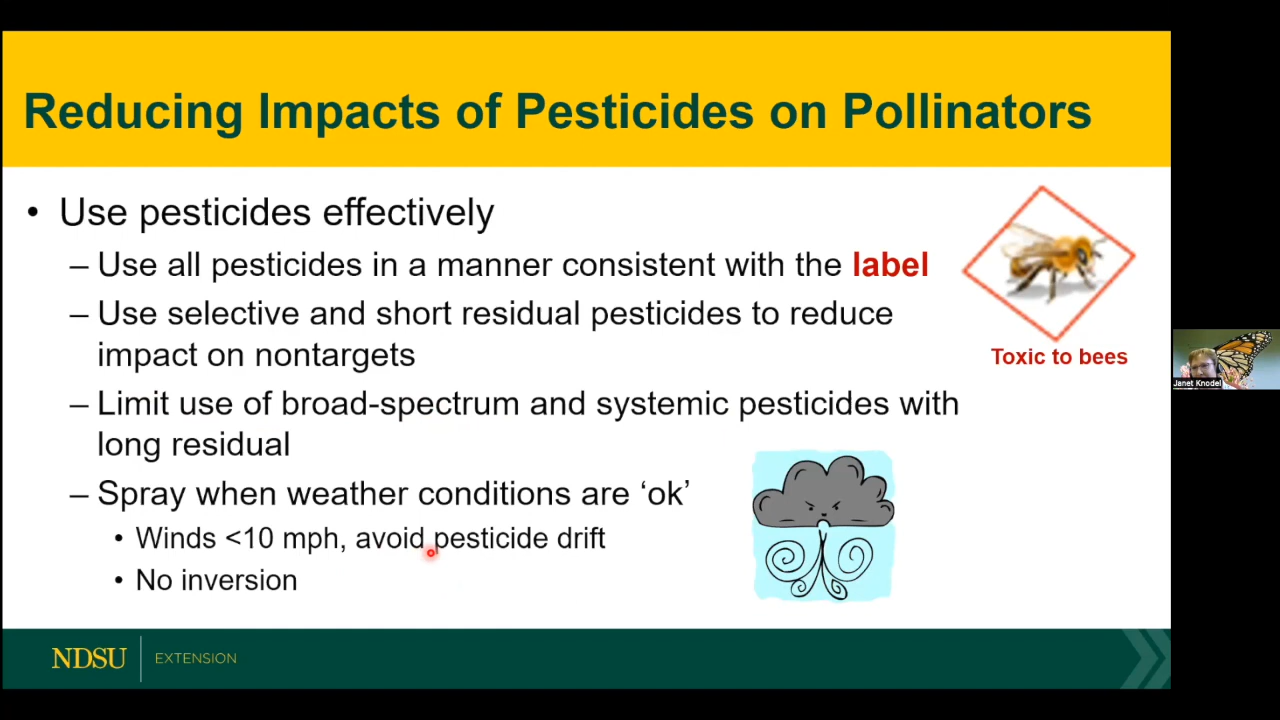 Reducing Impacts of Pesticides on Pollinators
• Use pesticides effectively
– Use all pesticides in a manner consistent with the label
– Use selective and short residual pesticides to reduce
impact on nontargets
Toxic to bees
– Limit use of broad-spectrum and systemic pesticides with
long residual
– Spray when weather conditions are ‘ok’
• Winds <10 mph, avoid pesticide drift
• No inversion
NDSU EXTENSION
Janet Knodel